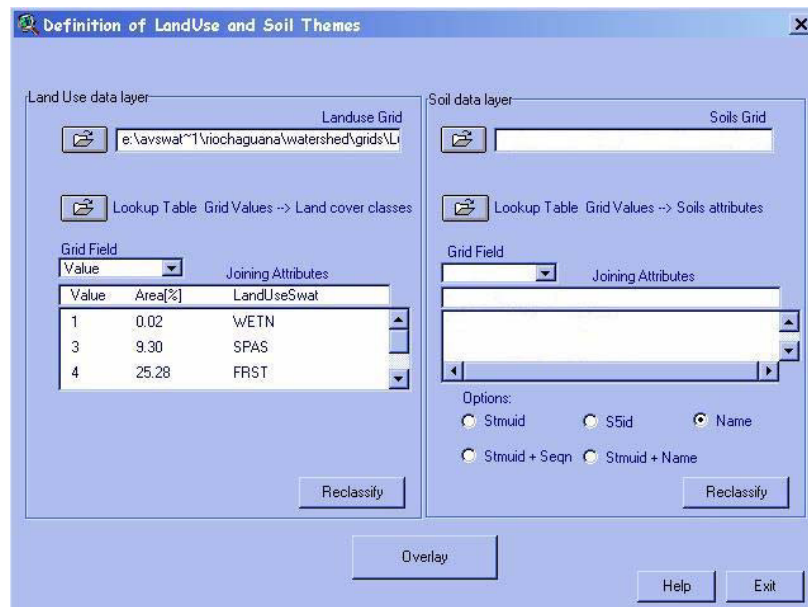 Definition of LandUse and Soil Themes
Land Use data layer
Landuse Grid
e:\avswat~1\riochaguana\watershed\grids\L
Lookup Table Grid Values --> Land cover classes
Grid Field
Value
Joining Attributes
Value Area[%] LandUseSwat
1 0.02 WETN
3 9.30 SPAS
4 25.28 FRST
Reclassify
Soil data layer
Soils Grid
Lookup Table Grid Values --> Soils attributes
Grid Field
Joining Attributes
Options:
Stmuid S5id Name
Stmuid + Seqn Stmuid + Name
Reclassify
Overlay
Help Exit